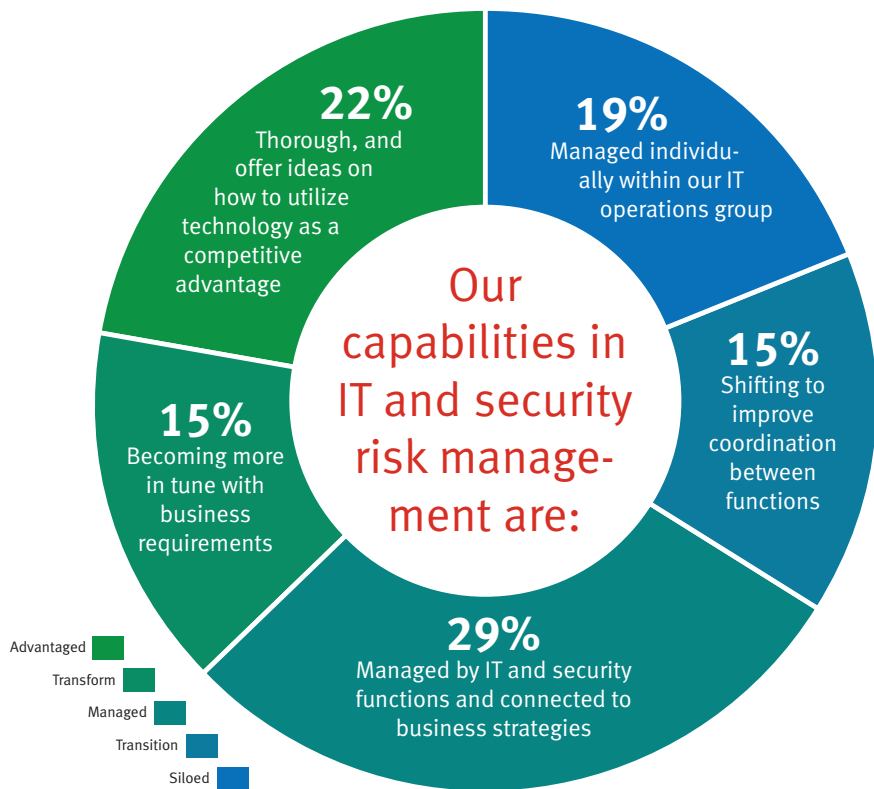 22%
Thorough, and
offer ideas on
how to utilize
technology as a
competitive
advantage
19%
Managed individu-
ally within our IT
operations group
15%
Shifting to
improve
coordination
between
functions
29%
Managed by IT and security
functions and connected to
business strategies
15%
Becoming more
in tune with
business
requirements
Our
capabilities in
IT and security
risk manage-
ment are:
Advantaged
Transform
Managed
Transition
Siloed